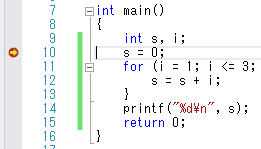 7 int main()
8 {
9 int s, i;
10 s = 0;
11 for (i = 1; i <= 3;
12 s = s + i;
13 }
14 printf("%d¥n", s);
15 return 0;
16 }